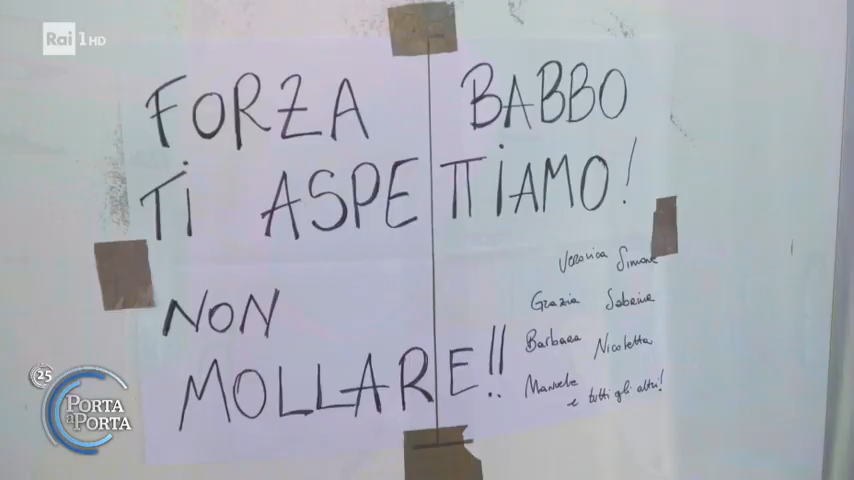 Rai 1 HD
FORZA BABBO
TI ASPETTIAMO!
NON
MOLLARE!!
Veronica Simone
Grazia Sabrina
Barbara Nicoletta
Manuela
e tutti gli altri!
25
PORTA
a PORTA